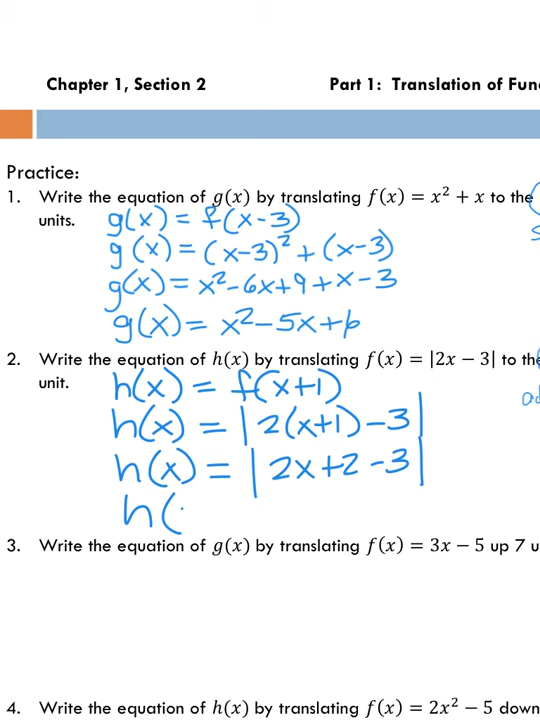 Chapter 1, Section 2 Part 1: Translation of Fun
Practice:
1. Write the equation of g(x) by translating f(x) = x² + x to the
units.
g(x) = f(x-3)
g(x) = (x-3)² + (x-3)
g(x) = x² - 6x + 9 + x - 3
g(x) = x² - 5x + 6
2. Write the equation of h(x) by translating f(x) = |2x − 3| to the
unit.
h(x) = f(x+1)
h(x) = |2(x+1) - 3|
h(x) = |2x + 2 - 3|
h(
3. Write the equation of g(x) by translating f(x) = 3x − 5 up 7 u
4. Write the equation of h(x) by translating f(x) = 2x² − 5 down